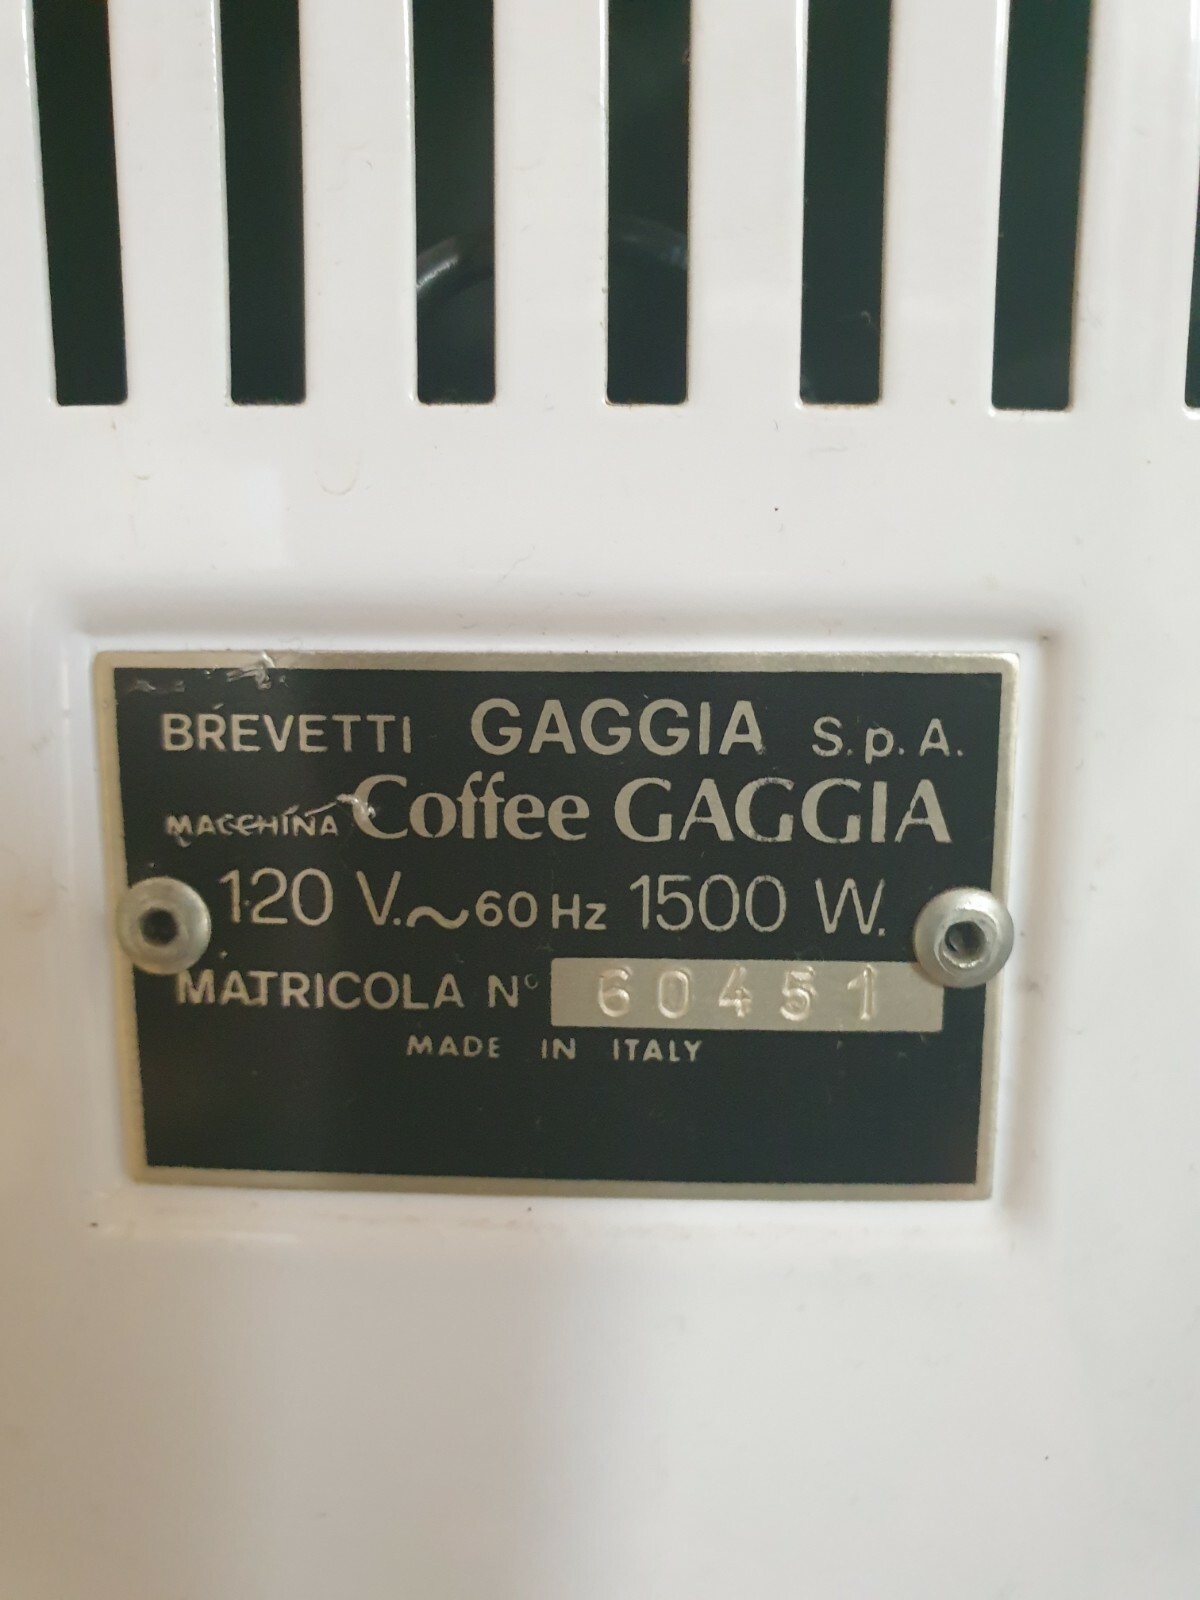 BREVETTI GAGGIA S.p.A.
MACCHINA Coffee GAGGIA
120 V.~60 Hz 1500 W.
MATRICOLA N° 60451
MADE IN ITALY